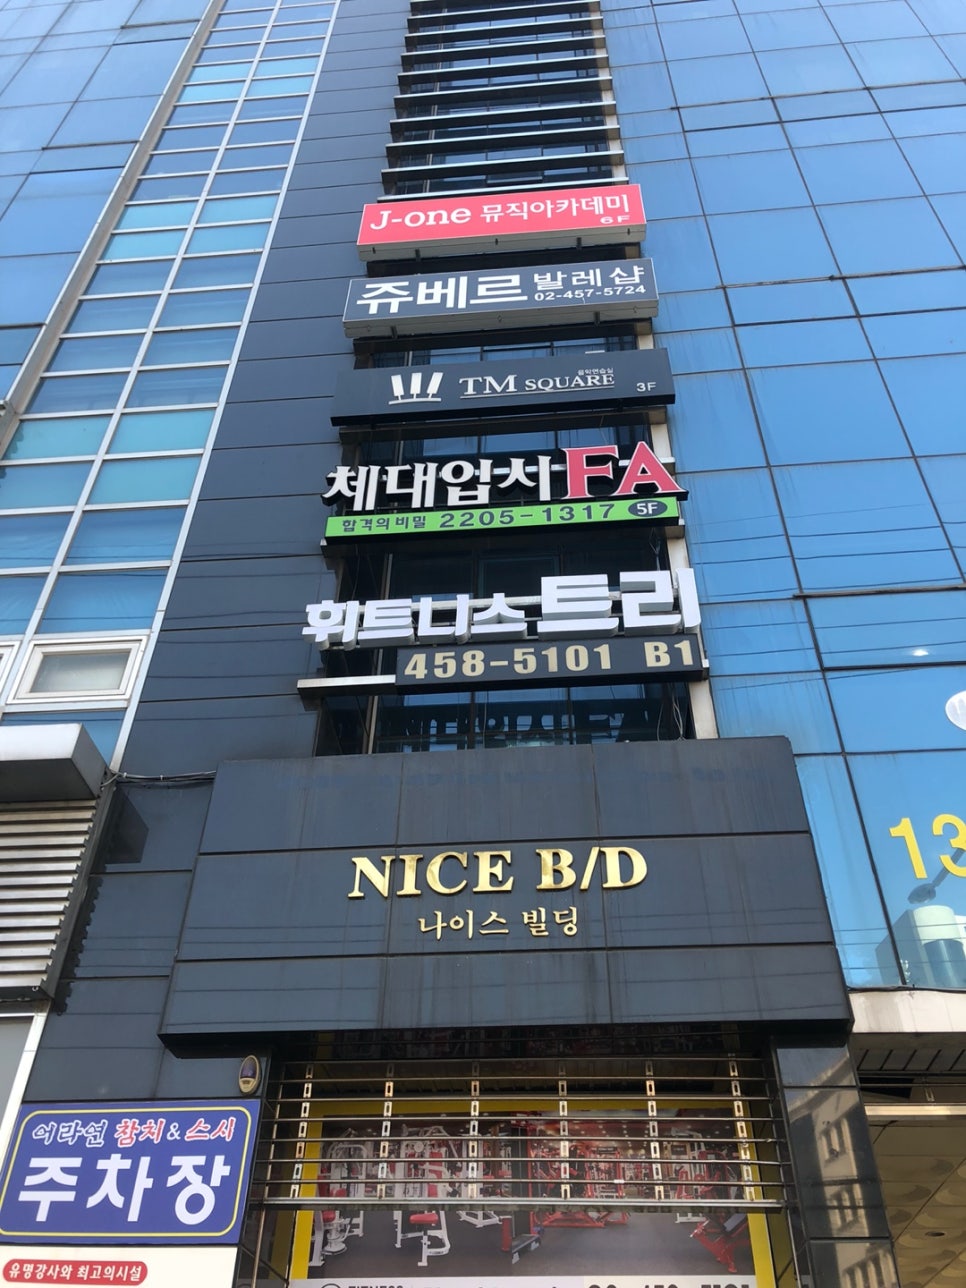 J-one 뮤직아카데미
6F
쥬베르 발레샵
02-457-5724
음악연습실
TM SQUARE 3F
체대입시FA
합격의비밀 2205-1317 5F
휘트니스트리
458-5101 B1
NICE B/D
나이스 빌딩
13
어라연 참치&스시
주차장
유명강사와 최고의시설